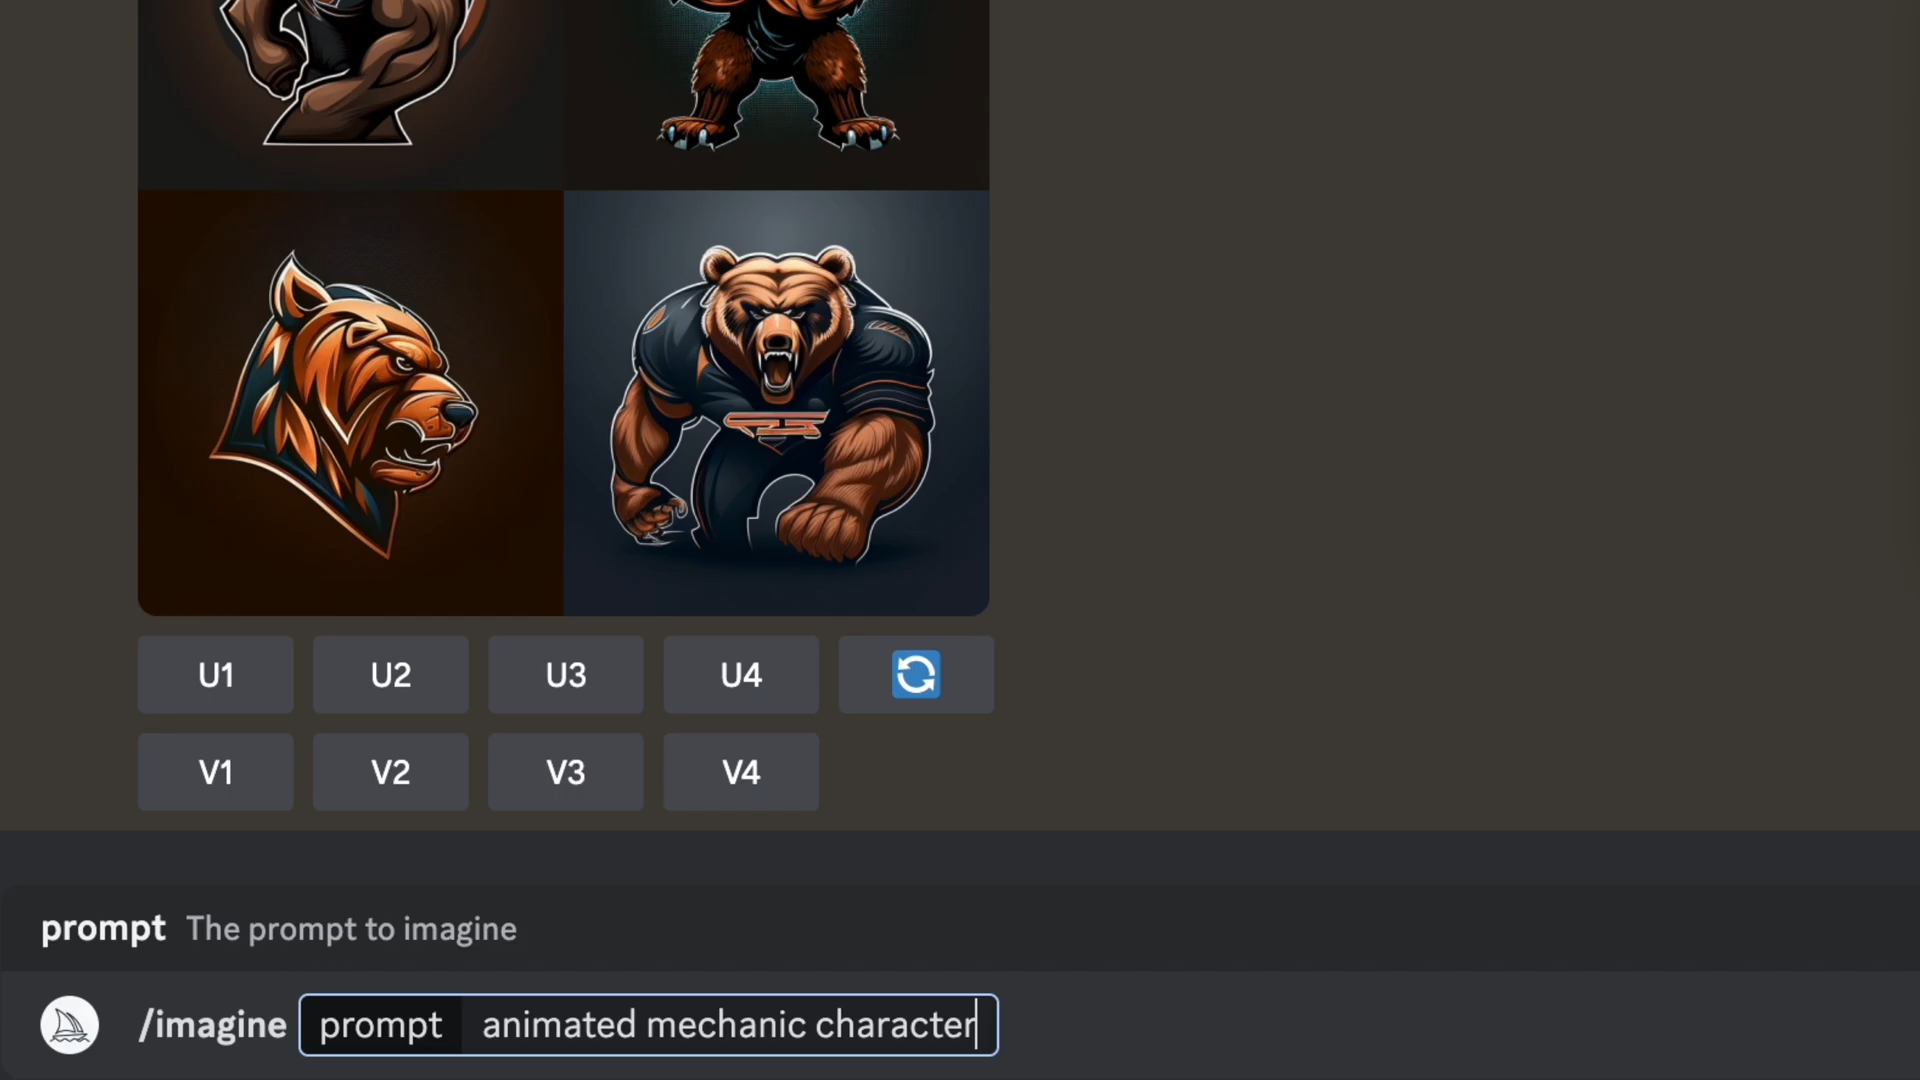 U1 U2 U3 U4
V1 V2 V3 V4
prompt The prompt to imagine
/imagine prompt animated mechanic character